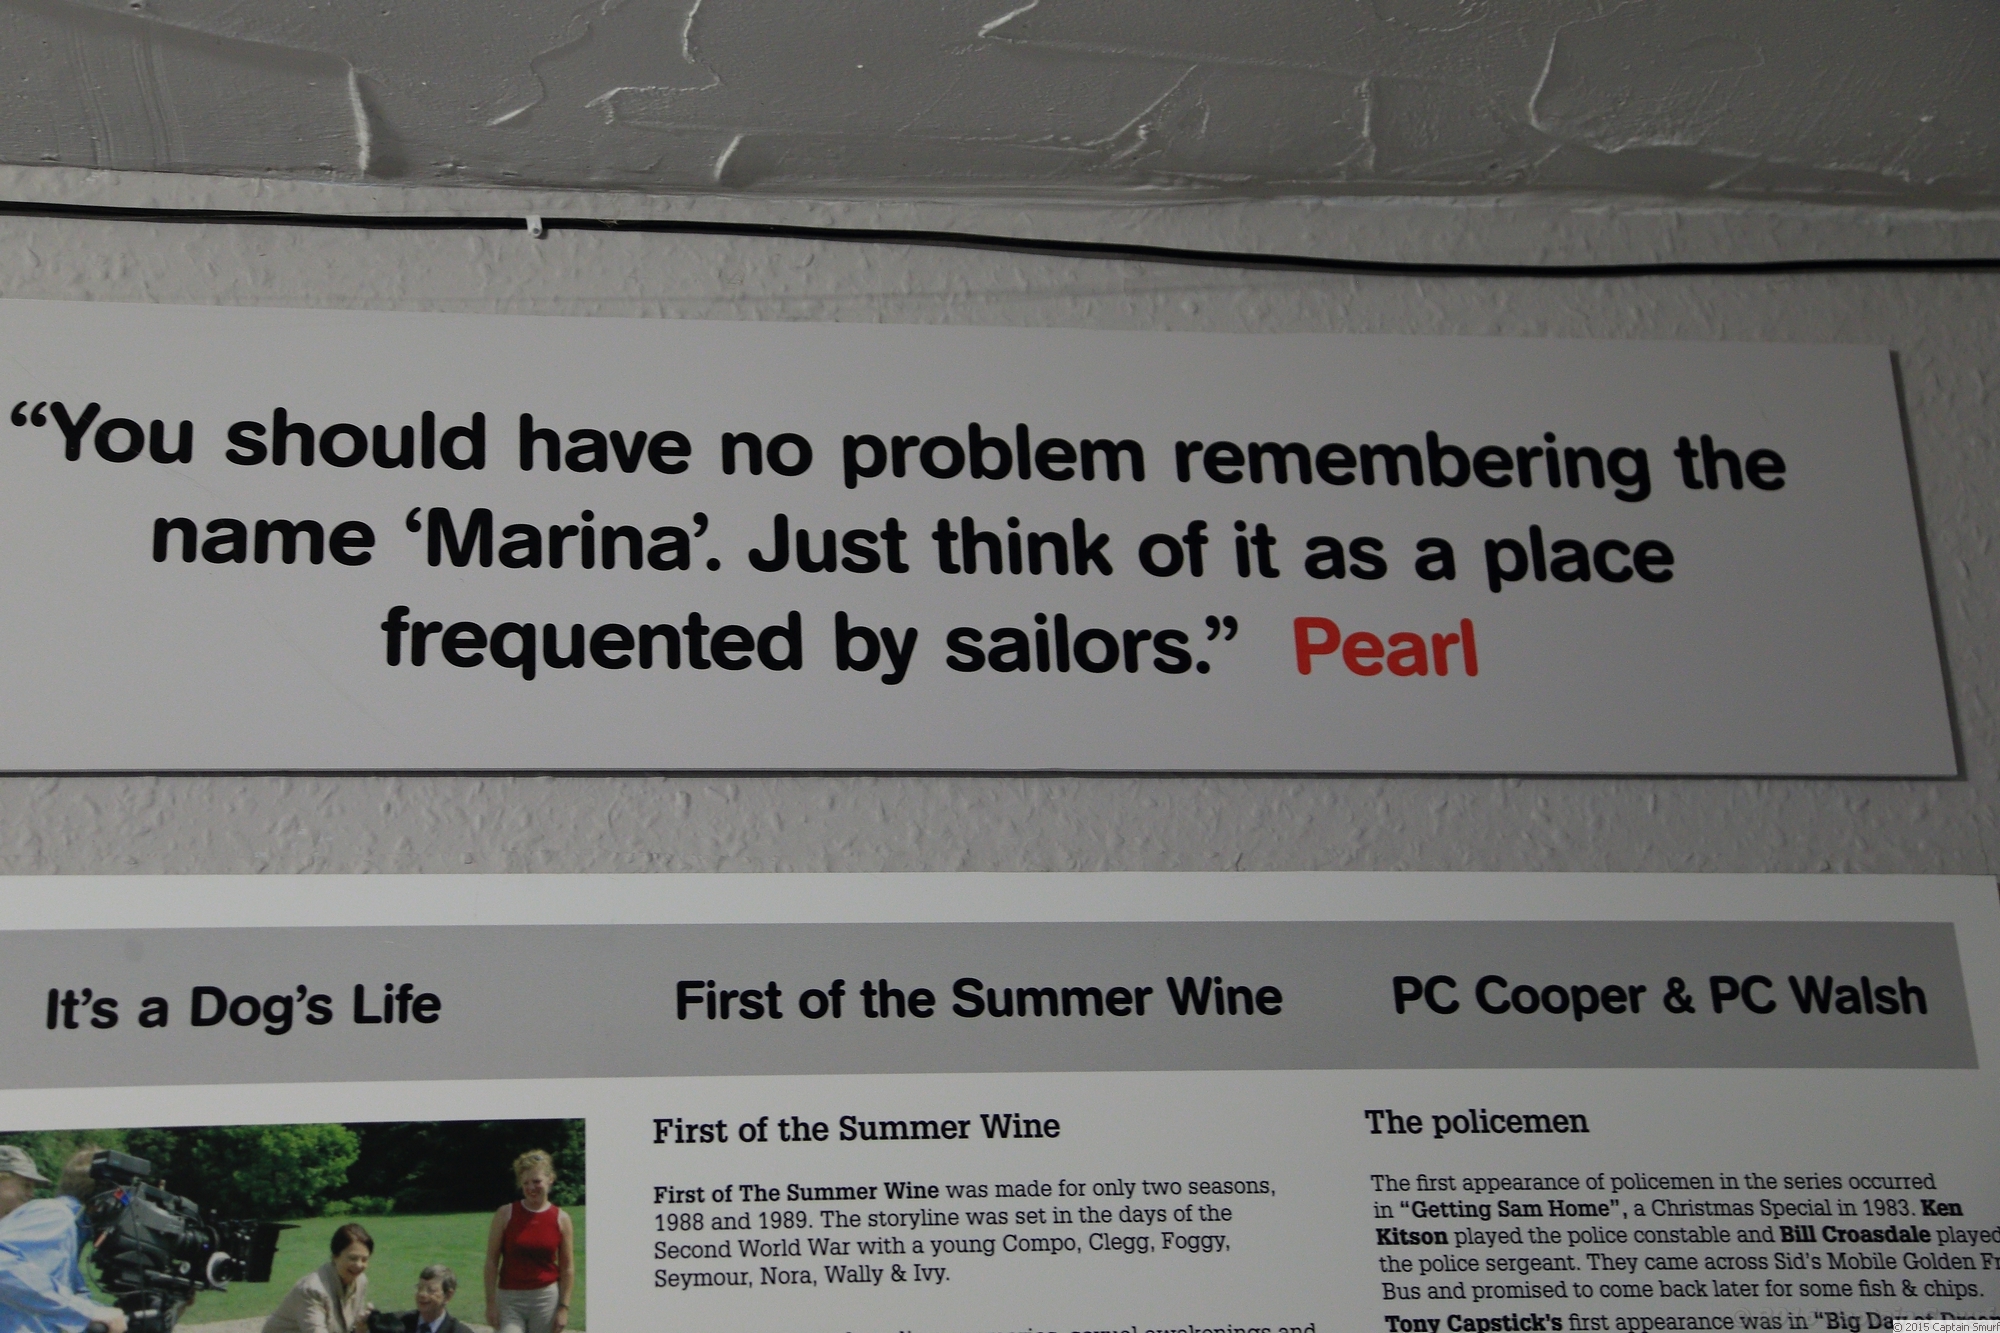 “You should have no problem remembering the
name ‘Marina’. Just think of it as a place
frequented by sailors.” Pearl
It’s a Dog’s Life
First of the Summer Wine
PC Cooper & PC Walsh
First of the Summer Wine
First of The Summer Wine was made for only two seasons,
1988 and 1989. The storyline was set in the days of the
Second World War with a young Compo, Clegg, Foggy,
Seymour, Nora, Wally & Ivy.
The policemen
The first appearance of policemen in the series occurred
in “Getting Sam Home”, a Christmas Special in 1983. Ken
Kitson played the police constable and Bill Croasdale played
the police sergeant. They came across Sid’s Mobile Golden
Bus and promised to come back later for some fish & chips.
Tony Capstick's first appearance was in "Big
© 2015 Captain Smurf